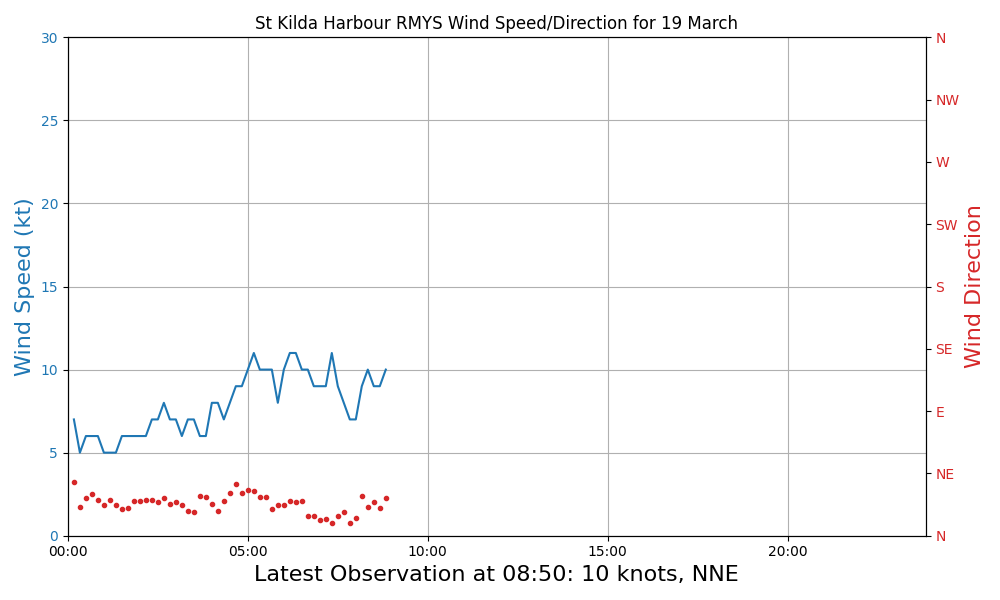 St Kilda Harbour RMYS Wind Speed/Direction for 19 March
30
25
20
15
10
5
0
Wind Speed (kt)
N
NW
W
SW
S
SE
E
NE
N
Wind Direction
00:00
05:00
10:00
15:00
20:00
Latest Observation at 08:50: 10 knots, NNE